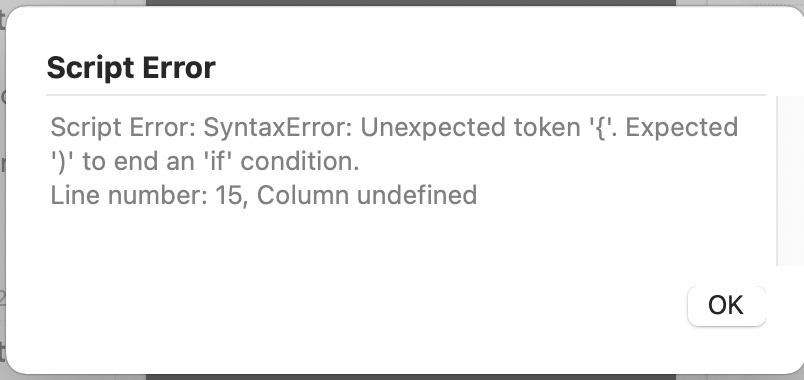 Script Error
Script Error: SyntaxError: Unexpected token '{'. Expected
')' to end an 'if' condition.
Line number: 15, Column undefined
OK